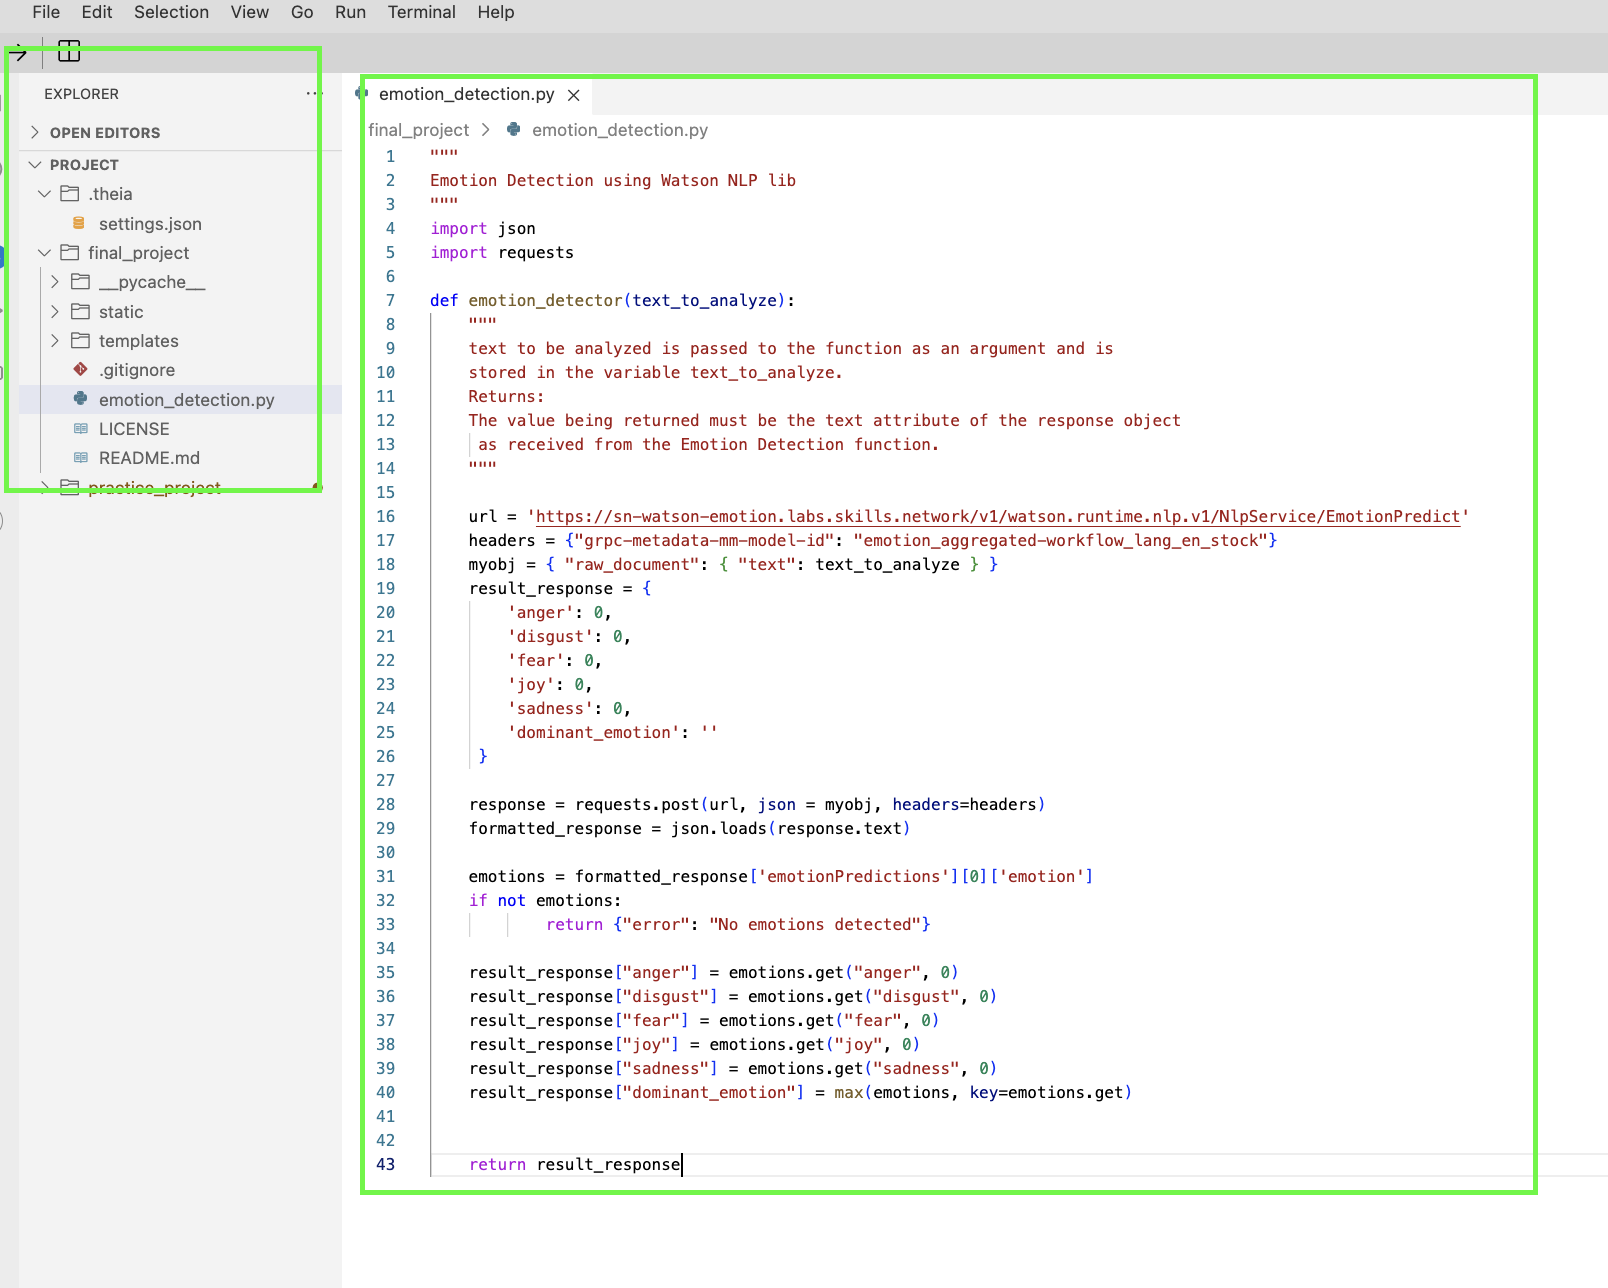 File Edit Selection View Go Run Terminal Help
EXPLORER
OPEN EDITORS
PROJECT
.theia
settings.json
final_project
__pycache__
static
templates
.gitignore
emotion_detection.py
LICENSE
README.md
practice_project
emotion_detection.py
final_project > emotion_detection.py
1 """
2 Emotion Detection using Watson NLP lib
3 """
4 import json
5 import requests
6
7 def emotion_detector(text_to_analyze):
8     """
9     text to be analyzed is passed to the function as an argument and is
10     stored in the variable text_to_analyze.
11     Returns:
12     The value being returned must be the text attribute of the response object
13      as received from the Emotion Detection function.
14     """
15
16     url = 'https://sn-watson-emotion.labs.skills.network/v1/watson.runtime.nlp.v1/NlpService/EmotionPredict'
17     headers = {"grpc-metadata-mm-model-id": "emotion_aggregated-workflow_lang_en_stock"}
18     myobj = { "raw_document": { "text": text_to_analyze } }
19     result_response = {
20         'anger': 0,
21         'disgust': 0,
22         'fear': 0,
23         'joy': 0,
24         'sadness': 0,
25         'dominant_emotion': ''
26      }
27
28     response = requests.post(url, json = myobj, headers=headers)
29     formatted_response = json.loads(response.text)
30
31     emotions = formatted_response['emotionPredictions'][0]['emotion']
32     if not emotions:
33             return {"error": "No emotions detected"}
34
35     result_response["anger"] = emotions.get("anger", 0)
36     result_response["disgust"] = emotions.get("disgust", 0)
37     result_response["fear"] = emotions.get("fear", 0)
38     result_response["joy"] = emotions.get("joy", 0)
39     result_response["sadness"] = emotions.get("sadness", 0)
40     result_response["dominant_emotion"] = max(emotions, key=emotions.get)
41
42
43     return result_response